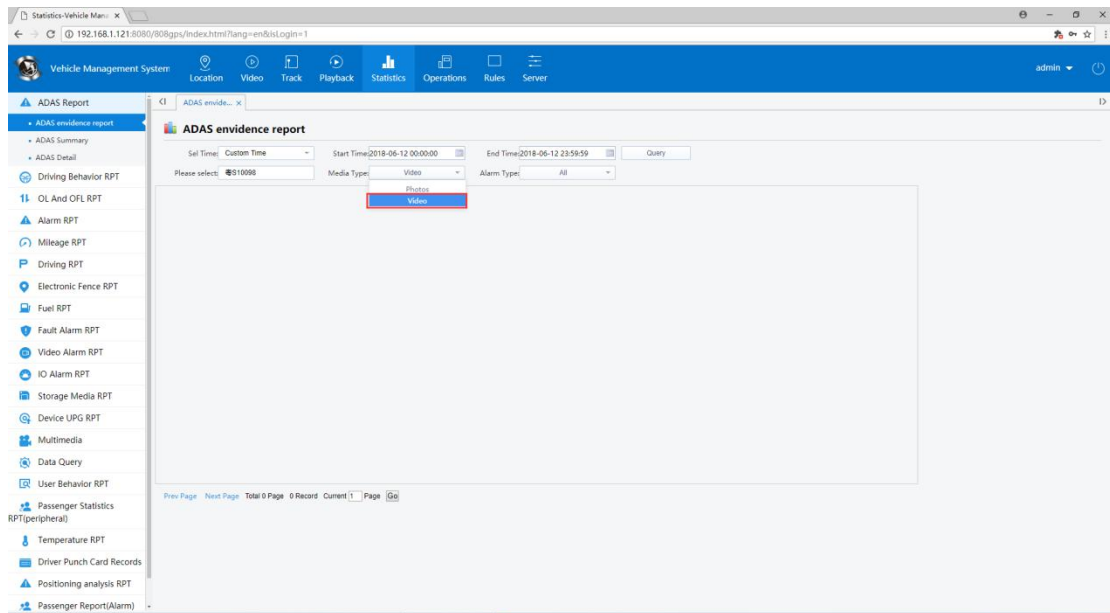 Statistics-Vehicle Mana
192.168.1.121:8080/808gps/index.html?lang=en&isLogin=1
Vehicle Management System
Location Video Track Playback Statistics Operations Rules Server
admin
ADAS Report
ADAS envidence report
ADAS Summary
ADAS Detail
Driving Behavior RPT
OL And OFL RPT
Alarm RPT
Mileage RPT
Driving RPT
Electronic Fence RPT
Fuel RPT
Fault Alarm RPT
Video Alarm RPT
IO Alarm RPT
Storage Media RPT
Device UPG RPT
Multimedia
Data Query
User Behavior RPT
Passenger Statistics
RPT(peripheral)
Temperature RPT
Driver Punch Card Records
Positioning analysis RPT
Passenger Report(Alarm)
ADAS envide...
ADAS envidence report
Sel Time: Custom Time Start Time: 2018-06-12 00:00:00 End Time: 2018-06-12 23:59:59 Query
Please select: 粤S10098 Media Type: Video Alarm Type: All
Photos
Video
Prev Page Next Page Total 0 Page 0 Record Current 1 Page Go